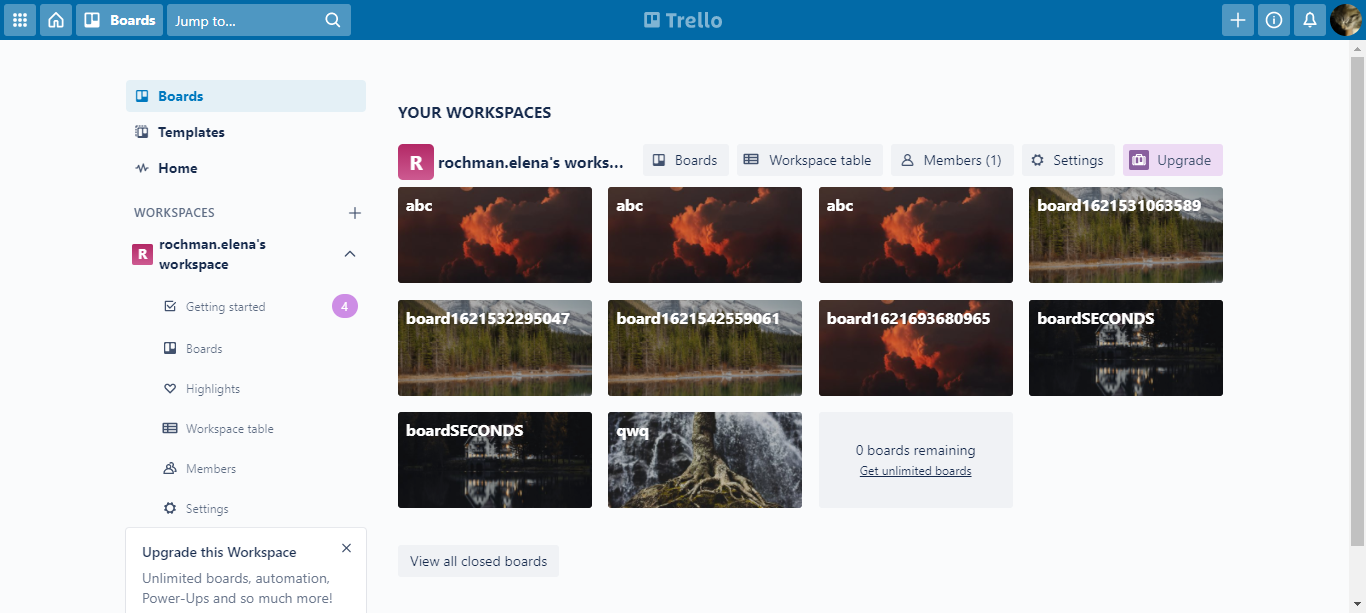 Boards
Jump to...
Trello
Boards
Templates
Home
WORKSPACES
R
rochman.elena's
workspace
Getting started
4
Boards
Highlights
Workspace table
Members
Settings
Upgrade this Workspace
Unlimited boards, automation,
Power-Ups and so much more!
YOUR WORKSPACES
R
rochman.elena's works...
Boards
Workspace table
Members (1)
Settings
Upgrade
abc
abc
abc
board1621531063589
board1621532295047
board1621542559061
board1621693680965
boardSECONDS
boardSECONDS
qwq
0 boards remaining
Get unlimited boards
View all closed boards